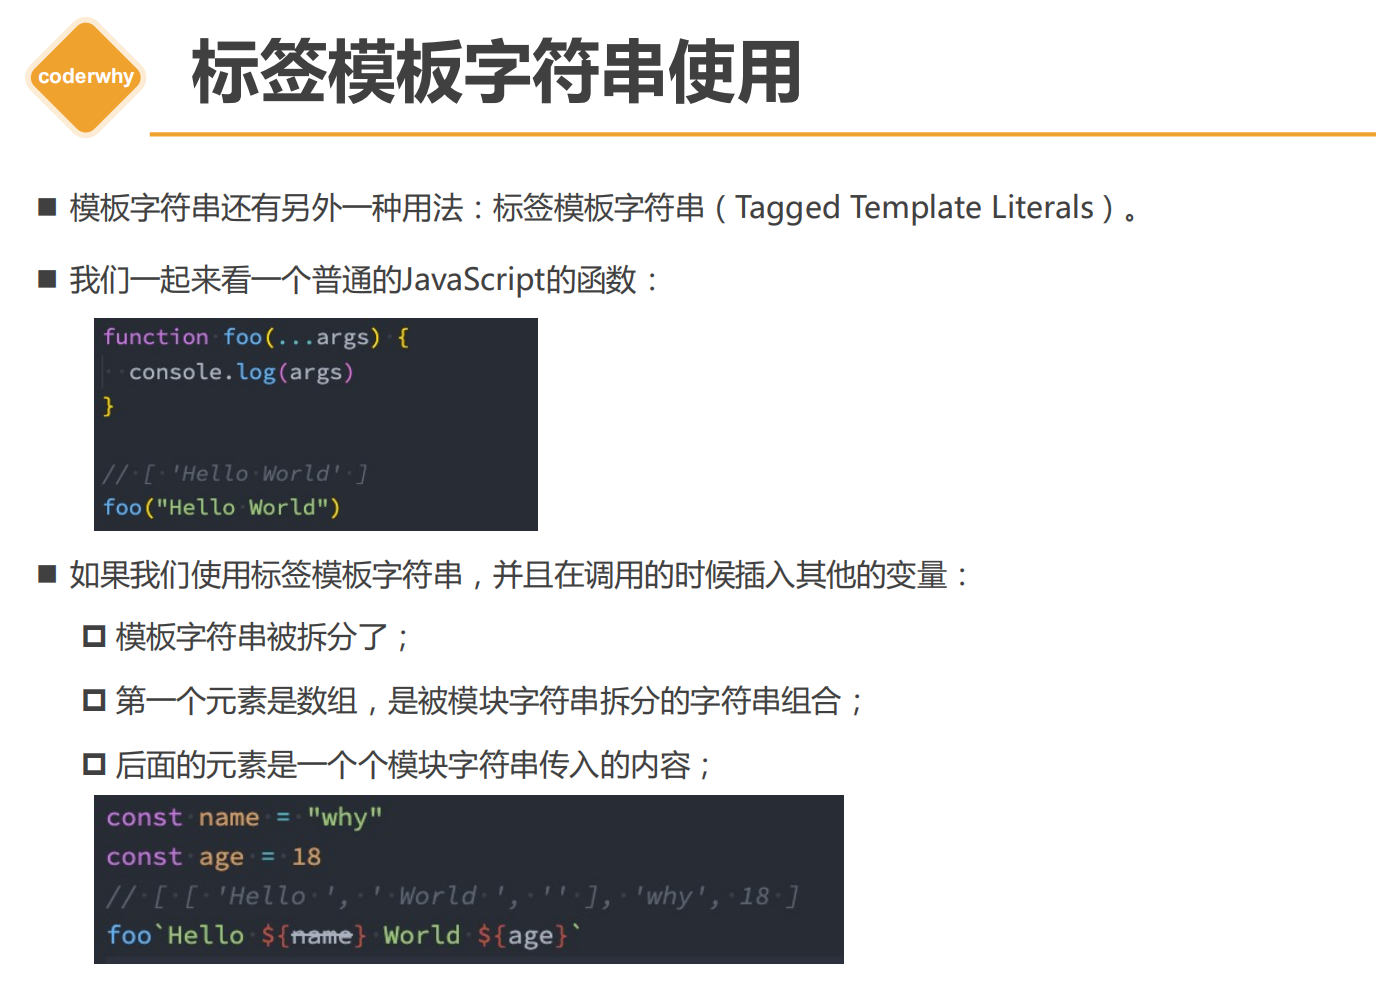 coderwhy
标签模板字符串使用
模板字符串还有另外一种用法：标签模板字符串（Tagged Template Literals）。
我们一起来看一个普通的JavaScript的函数：
function foo(...args) {
  console.log(args)
}
// [ 'Hello World' ]
foo("Hello World")
如果我们使用标签模板字符串，并且在调用的时候插入其他的变量：
模板字符串被拆分了；
第一个元素是数组，是被模块字符串拆分的字符串组合；
后面的元素是一个个模块字符串传入的内容；
const name = "why"
const age = 18
// [ [ 'Hello ', ' World ', '' ], 'why', 18 ]
foo`Hello ${name} World ${age}`